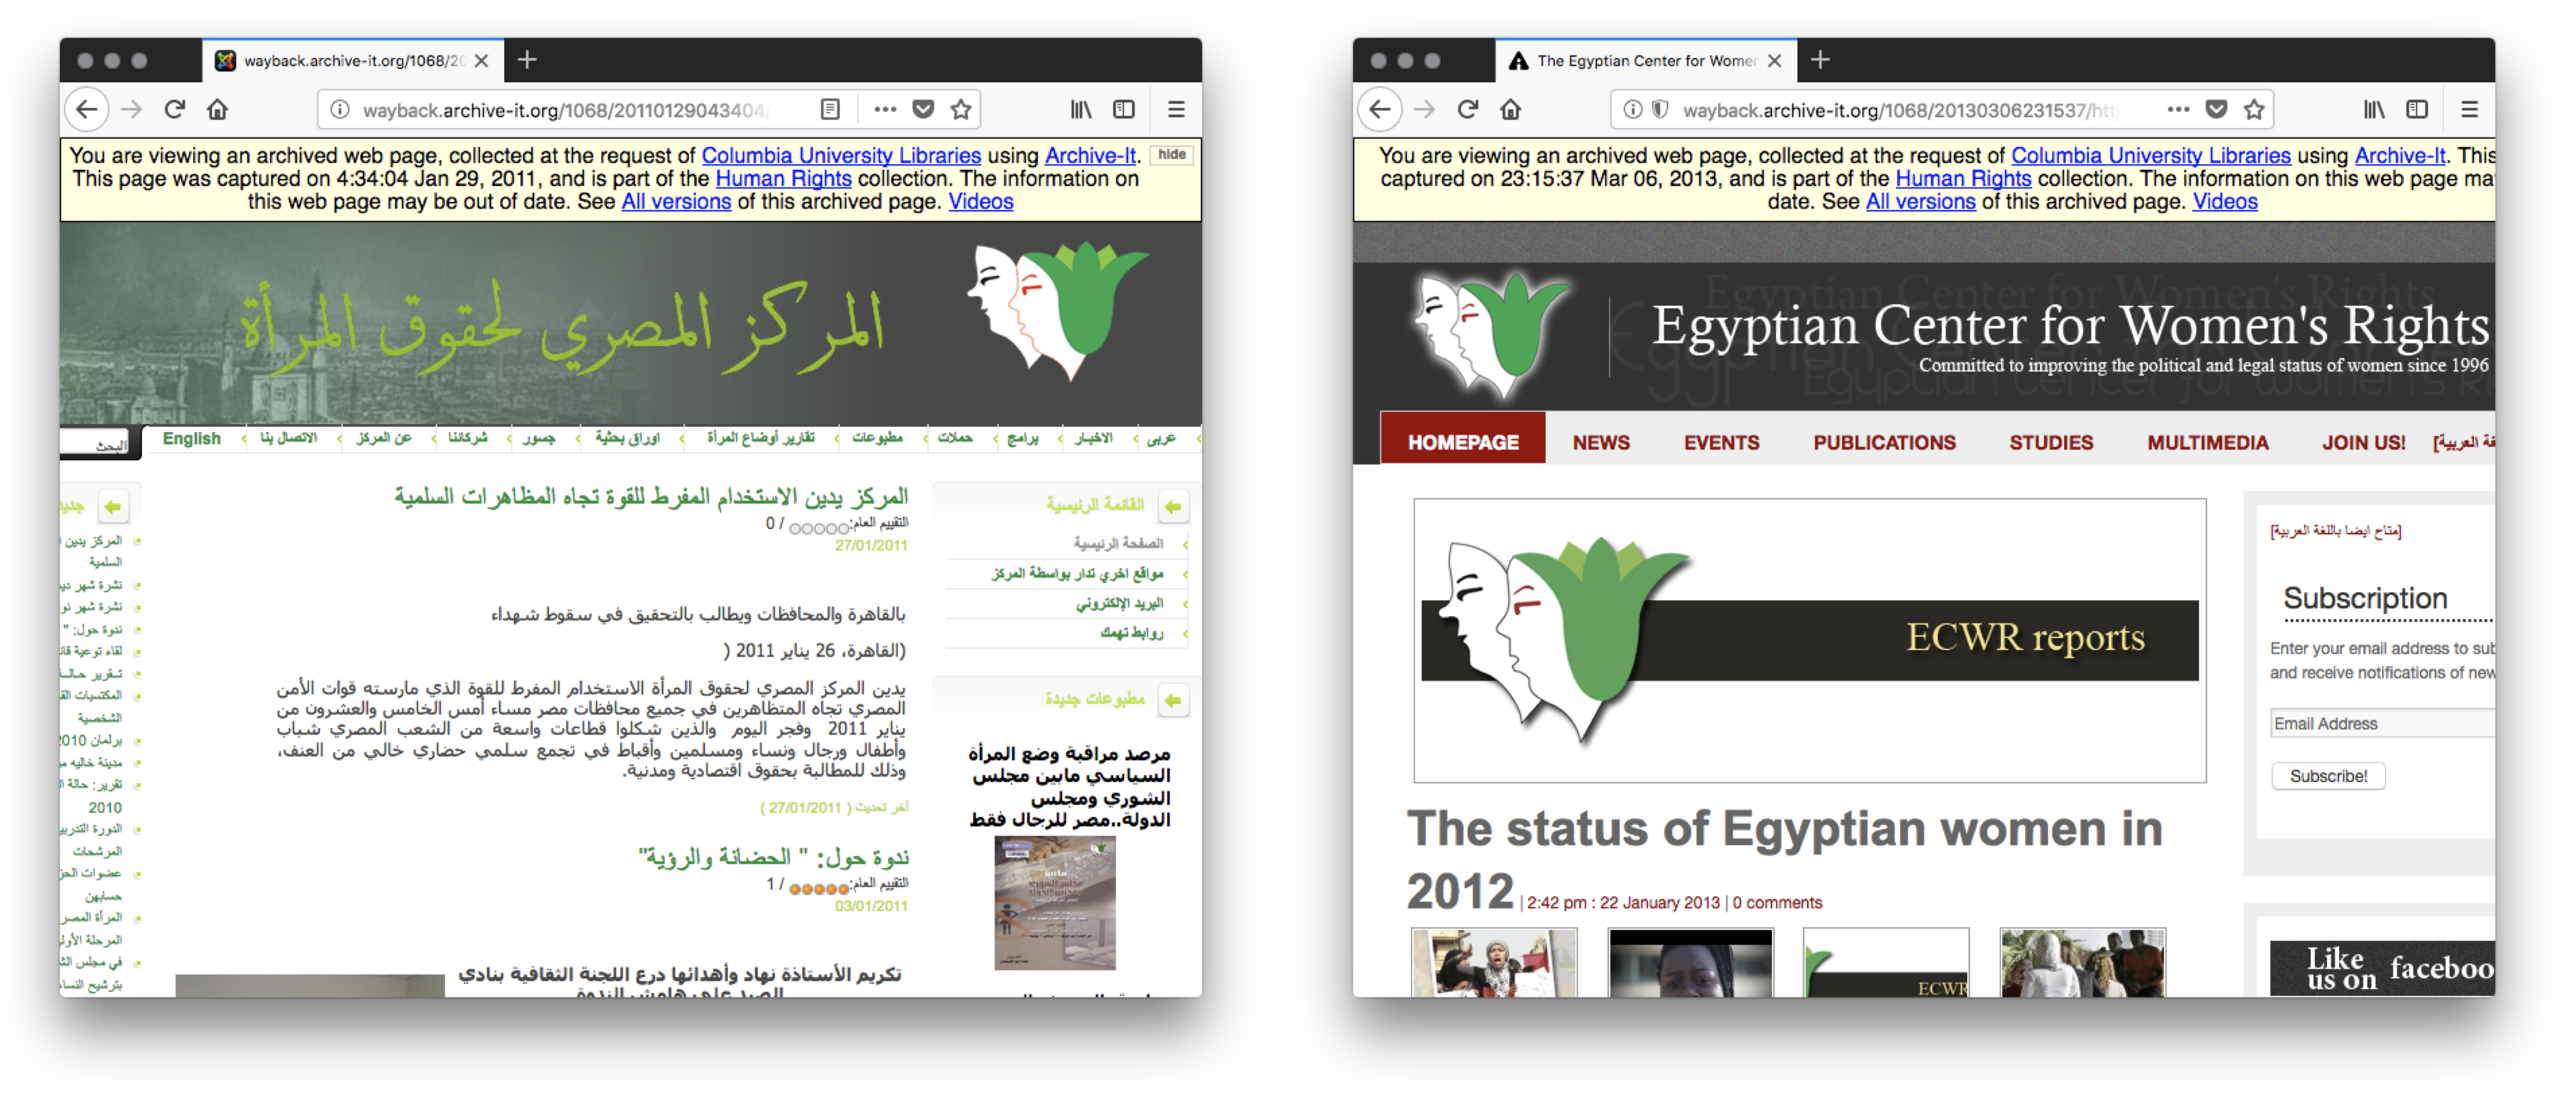 wayback.archive-it.org/1068/20
wayback.archive-it.org/1068/20110129043404/
You are viewing an archived web page, collected at the request of Columbia University Libraries using Archive-It. hide
This page was captured on 4:34:04 Jan 29, 2011, and is part of the Human Rights collection. The information on
this web page may be out of date. See All versions of this archived page. Videos
المركز المصري لحقوق المرأة
عربى الاخبار برامج حملات مطبوعات تقارير أوضاع المرأة اوراق بحثية جسور شركائنا عن المركز الاتصال بنا English
البحث
القائمة الرئيسية
الصفحة الرئيسية
مواقع اخري تدار بواسطة المركز
البريد الإلكتروني
روابط تهمك
مطبوعات جديدة
مرصد مراقبة وضع المرأة
السياسي مابين مجلس
الشوري ومجلس
الدولة..مصر للرجال فقط
المركز يدين الاستخدام المفرط للقوة تجاه المظاهرات السلمية
التقييم العام: / 0
27/01/2011
بالقاهرة والمحافظات ويطالب بالتحقيق في سقوط شهداء
(القاهرة، 26 يناير 2011 (
يدين المركز المصري لحقوق المرأة الاستخدام المفرط للقوة الذي مارسته قوات الأمن
المصري تجاه المتظاهرين في جميع محافظات مصر مساء أمس الخامس والعشرون من
يناير 2011 وفجر اليوم والذين شكلوا قطاعات واسعة من الشعب المصري شباب
وأطفال ورجال ونساء ومسلمين وأقباط في تجمع سلمي حضاري خالي من العنف،
وذلك للمطالبة بحقوق اقتصادية ومدنية.
آخر تحديث ( 27/01/2011 )
ندوة حول: " الحضانة والرؤية"
التقييم العام: / 1
03/01/2011
تكريم الأستاذة نهاد وأهدائها درع اللجنة الثقافية بنادي
الصيد على هامش الندوة
المركز يدين
السلمية
نشرة شهر
نشرة شهر
ندوة حول: "
لقاء توعية
تقرير
المكتسبات
الشخصية
برلمان 2010
مدينة خاليه
تقرير: حالة
2010
الدورة
المرشحات
عضوات
حسابهن
المرأة
المرحلة
في مجلس
بترشيح
The Egyptian Center for Women
wayback.archive-it.org/1068/20130306231537/htt
You are viewing an archived web page, collected at the request of Columbia University Libraries using Archive-It. This
captured on 23:15:37 Mar 06, 2013, and is part of the Human Rights collection. The information on this web page ma
date. See All versions of this archived page. Videos
Egyptian Center for Women's Rights
Committed to improving the political and legal status of women since 1996
HOMEPAGE NEWS EVENTS PUBLICATIONS STUDIES MULTIMEDIA JOIN US! العربية]
ECWR reports
The status of Egyptian women in
2012 | 2:42 pm : 22 January 2013 | 0 comments
ECWR
[متاح ايضا باللغة العربية]
Subscription
Enter your email address to sub
and receive notifications of new
Email Address
Subscribe!
Like
us on faceboo